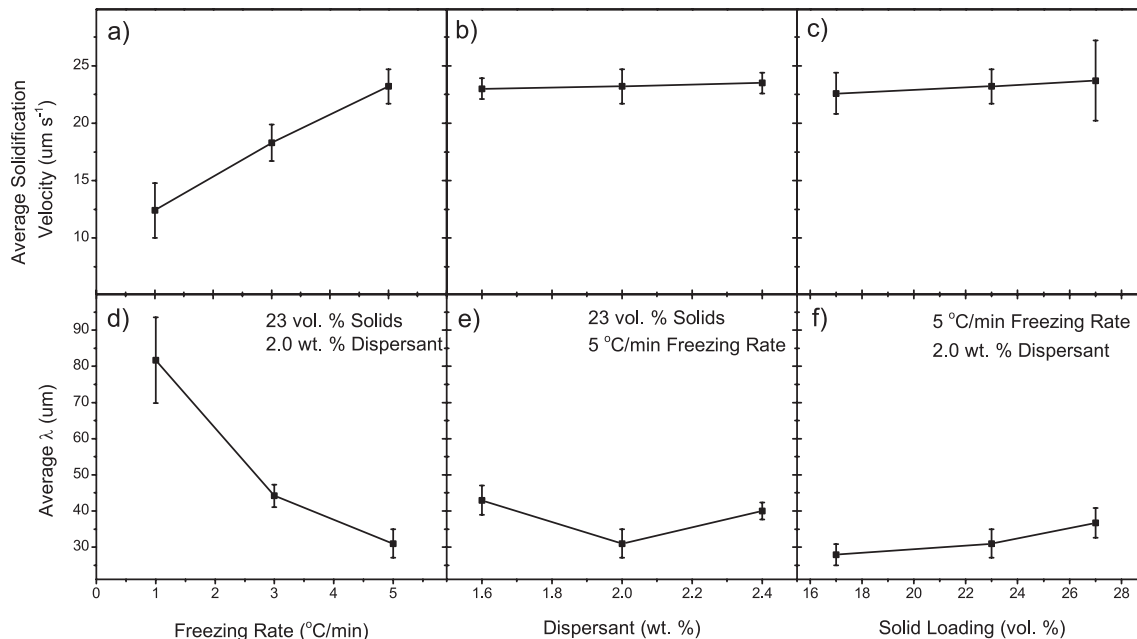 a)
b)
c)
25
20
15
10
Average Solidification
Velocity (um s⁻¹)
d)
23 vol. % Solids
2.0 wt. % Dispersant
e)
23 vol. % Solids
5 °C/min Freezing Rate
f)
5 °C/min Freezing Rate
2.0 wt. % Dispersant
90
80
70
60
50
40
30
Average λ (um)
0 1 2 3 4 5
1.6 1.8 2.0 2.2 2.4
16 18 20 22 24 26 28
Freezing Rate (°C/min)
Dispersant (wt. %)
Solid Loading (vol. %)